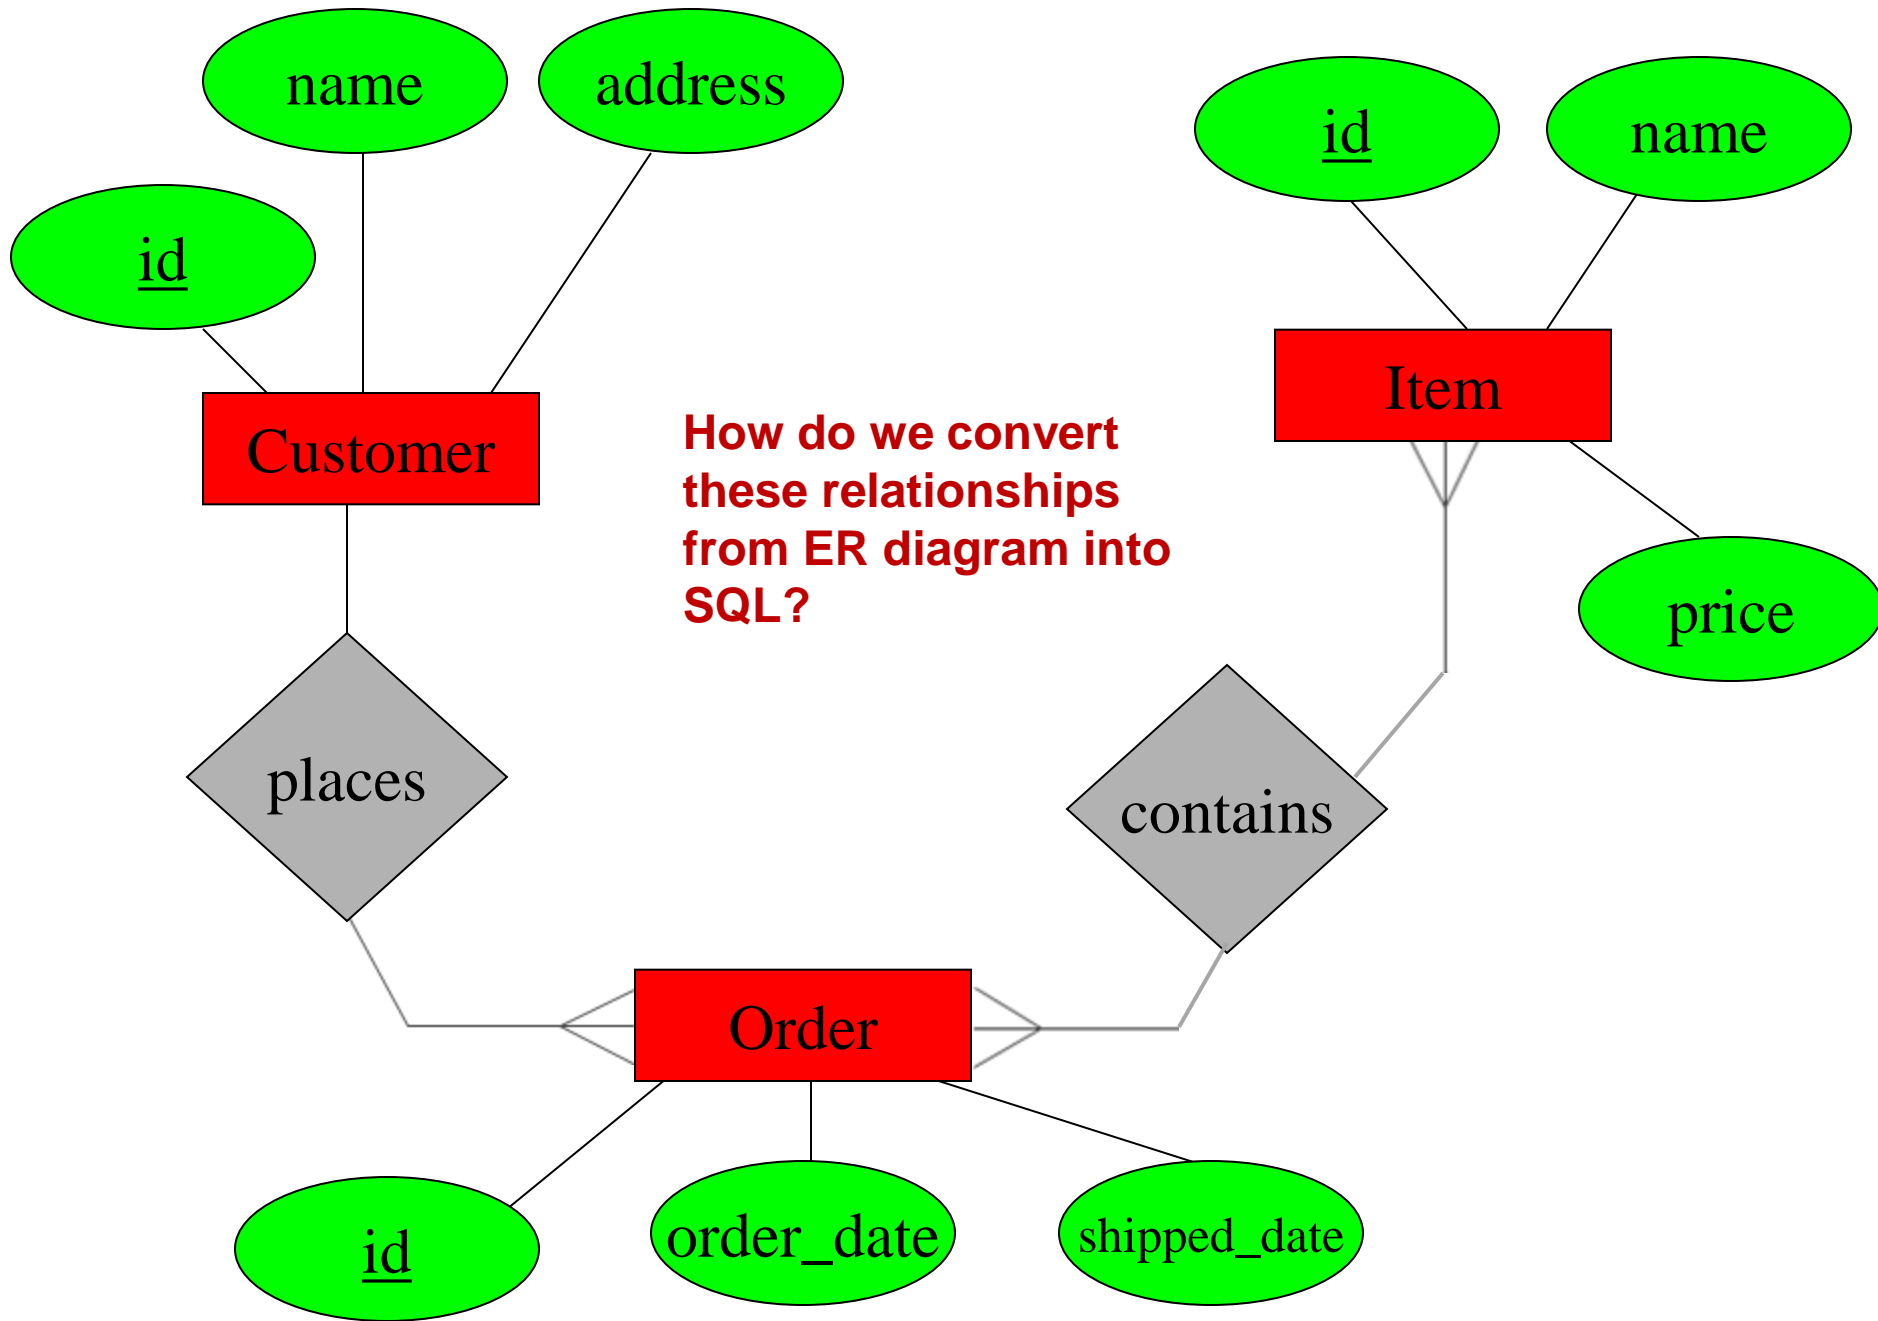 name
address
id
name
id
Item
Customer
How do we convert
these relationships
from ER diagram into
SQL?
price
places
contains
Order
id
order_date
shipped_date